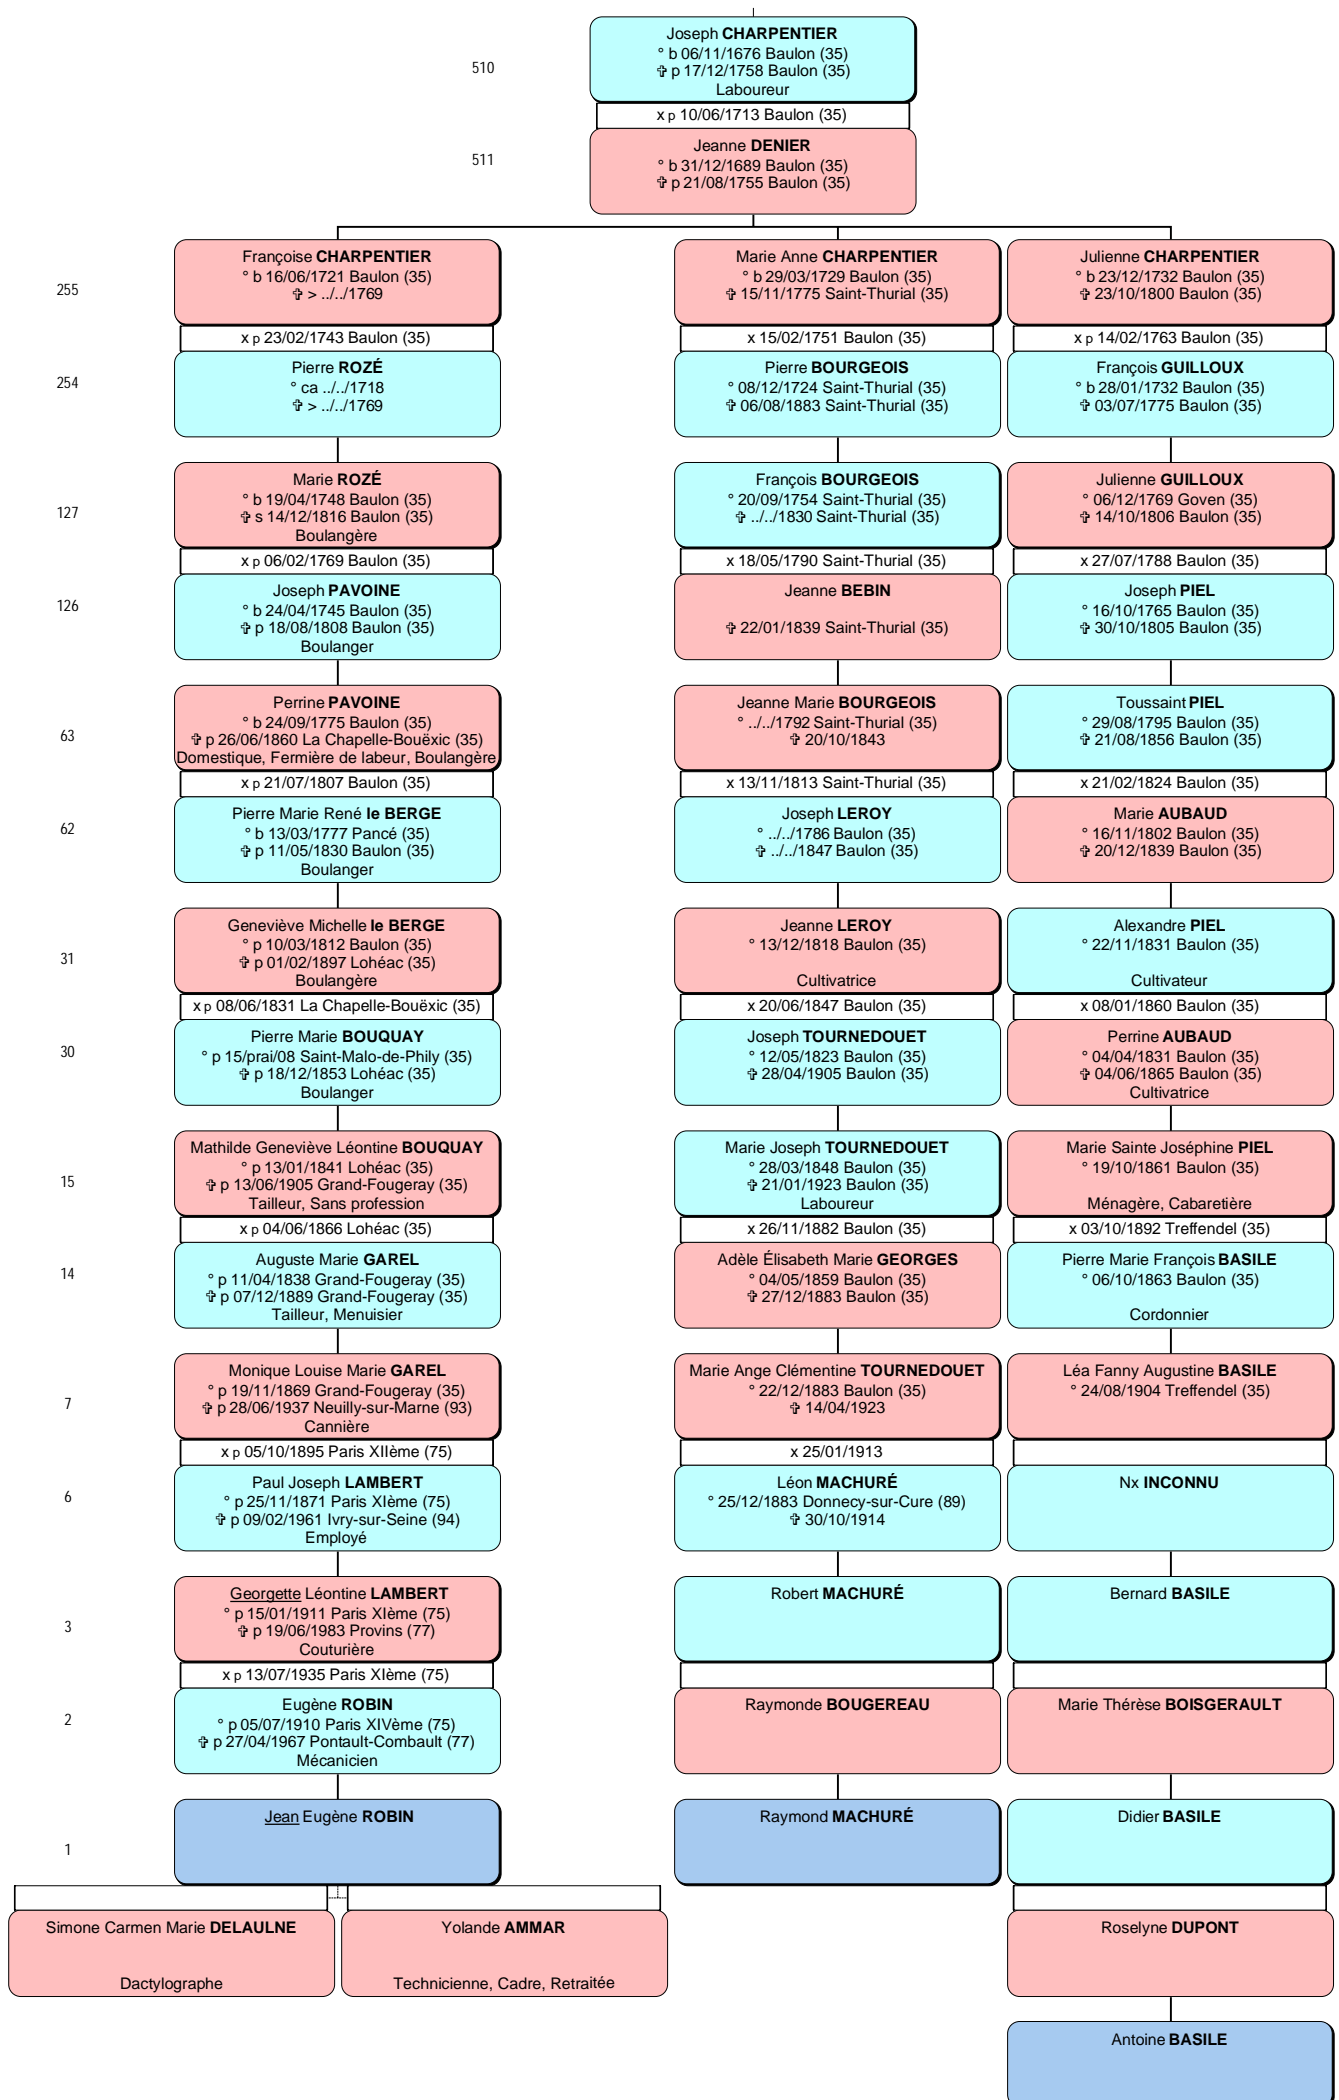 Joseph CHARPENTIER
° b 06/11/1676 Baulon (35)
✞ p 17/12/1758 Baulon (35)
Laboureur
510
x p 10/06/1713 Baulon (35)
Jeanne DENIER
° b 31/12/1689 Baulon (35)
✞ p 21/08/1755 Baulon (35)
511
Françoise CHARPENTIER
° b 16/06/1721 Baulon (35)
✞ > ../../1769
Marie Anne CHARPENTIER
° b 29/03/1729 Baulon (35)
✞ 15/11/1775 Saint-Thurial (35)
Julienne CHARPENTIER
° b 23/12/1732 Baulon (35)
✞ 23/10/1800 Baulon (35)
255
x p 23/02/1743 Baulon (35)
x 15/02/1751 Baulon (35)
x p 14/02/1763 Baulon (35)
Pierre ROZÉ
° ca ../../1718
✞ > ../../1769
Pierre BOURGEOIS
° 08/12/1724 Saint-Thurial (35)
✞ 06/08/1883 Saint-Thurial (35)
François GUILLOUX
° b 28/01/1732 Baulon (35)
✞ 03/07/1775 Baulon (35)
254
Marie ROZÉ
° b 19/04/1748 Baulon (35)
✞ s 14/12/1816 Baulon (35)
Boulangère
François BOURGEOIS
° 20/09/1754 Saint-Thurial (35)
✞ ../../1830 Saint-Thurial (35)
Julienne GUILLOUX
° 06/12/1769 Goven (35)
✞ 14/10/1806 Baulon (35)
127
x p 06/02/1769 Baulon (35)
x 18/05/1790 Saint-Thurial (35)
x 27/07/1788 Baulon (35)
Joseph PAVOINE
° b 24/04/1745 Baulon (35)
✞ p 18/08/1808 Baulon (35)
Boulanger
Jeanne BEBIN
✞ 22/01/1839 Saint-Thurial (35)
Joseph PIEL
° 16/10/1765 Baulon (35)
✞ 30/10/1805 Baulon (35)
126
Perrine PAVOINE
° b 24/09/1775 Baulon (35)
✞ p 26/06/1860 La Chapelle-Bouëxic (35)
Domestique, Fermière de labeur, Boulangère
Jeanne Marie BOURGEOIS
° ../../1792 Saint-Thurial (35)
✞ 20/10/1843
Toussaint PIEL
° 29/08/1795 Baulon (35)
✞ 21/08/1856 Baulon (35)
63
x p 21/07/1807 Baulon (35)
x 13/11/1813 Saint-Thurial (35)
x 21/02/1824 Baulon (35)
Pierre Marie René le BERGE
° b 13/03/1777 Pancé (35)
✞ p 11/05/1830 Baulon (35)
Boulanger
Joseph LEROY
° ../../1786 Baulon (35)
✞ ../../1847 Baulon (35)
Marie AUBAUD
° 16/11/1802 Baulon (35)
✞ 20/12/1839 Baulon (35)
62
Geneviève Michelle le BERGE
° p 10/03/1812 Baulon (35)
✞ p 01/02/1897 Lohéac (35)
Boulangère
Jeanne LEROY
° 13/12/1818 Baulon (35)
Cultivatrice
Alexandre PIEL
° 22/11/1831 Baulon (35)
Cultivateur
31
x p 08/06/1831 La Chapelle-Bouëxic (35)
x 20/06/1847 Baulon (35)
x 08/01/1860 Baulon (35)
Pierre Marie BOUQUAY
° p 15/prai/08 Saint-Malo-de-Phily (35)
✞ p 18/12/1853 Lohéac (35)
Boulanger
Joseph TOURNEDOUET
° 12/05/1823 Baulon (35)
✞ 28/04/1905 Baulon (35)
Perrine AUBAUD
° 04/04/1831 Baulon (35)
✞ 04/06/1865 Baulon (35)
Cultivatrice
30
Mathilde Geneviève Léontine BOUQUAY
° p 13/01/1841 Lohéac (35)
✞ p 13/06/1905 Grand-Fougeray (35)
Tailleur, Sans profession
Marie Joseph TOURNEDOUET
° 28/03/1848 Baulon (35)
✞ 21/01/1923 Baulon (35)
Laboureur
Marie Sainte Joséphine PIEL
° 19/10/1861 Baulon (35)
Ménagère, Cabaretière
15
x p 04/06/1866 Lohéac (35)
x 26/11/1882 Baulon (35)
x 03/10/1892 Treffendel (35)
Auguste Marie GAREL
° p 11/04/1838 Grand-Fougeray (35)
✞ p 07/12/1889 Grand-Fougeray (35)
Tailleur, Menuisier
Adèle Élisabeth Marie GEORGES
° 04/05/1859 Baulon (35)
✞ 27/12/1883 Baulon (35)
Pierre Marie François BASILE
° 06/10/1863 Baulon (35)
Cordonnier
14
Monique Louise Marie GAREL
° p 19/11/1869 Grand-Fougeray (35)
✞ p 28/06/1937 Neuilly-sur-Marne (93)
Cannière
Marie Ange Clémentine TOURNEDOUET
° 22/12/1883 Baulon (35)
✞ 14/04/1923
Léa Fanny Augustine BASILE
° 24/08/1904 Treffendel (35)
7
x p 05/10/1895 Paris XIIème (75)
x 25/01/1913
Paul Joseph LAMBERT
° p 25/11/1871 Paris XIème (75)
✞ p 09/02/1961 Ivry-sur-Seine (94)
Employé
Léon MACHURÉ
° 25/12/1883 Donnecy-sur-Cure (89)
✞ 30/10/1914
Nx INCONNU
6
Georgette Léontine LAMBERT
° p 15/01/1911 Paris XIème (75)
✞ p 19/06/1983 Provins (77)
Couturière
Robert MACHURÉ
Bernard BASILE
3
x p 13/07/1935 Paris XIème (75)
Eugène ROBIN
° p 05/07/1910 Paris XIVème (75)
✞ p 27/04/1967 Pontault-Combault (77)
Mécanicien
Raymonde BOUGEREAU
Marie Thérèse BOISGERAULT
2
Jean Eugène ROBIN
Raymond MACHURÉ
Didier BASILE
1
Simone Carmen Marie DELAULNE
Dactylographe
Yolande AMMAR
Technicienne, Cadre, Retraitée
Roselyne DUPONT
Antoine BASILE